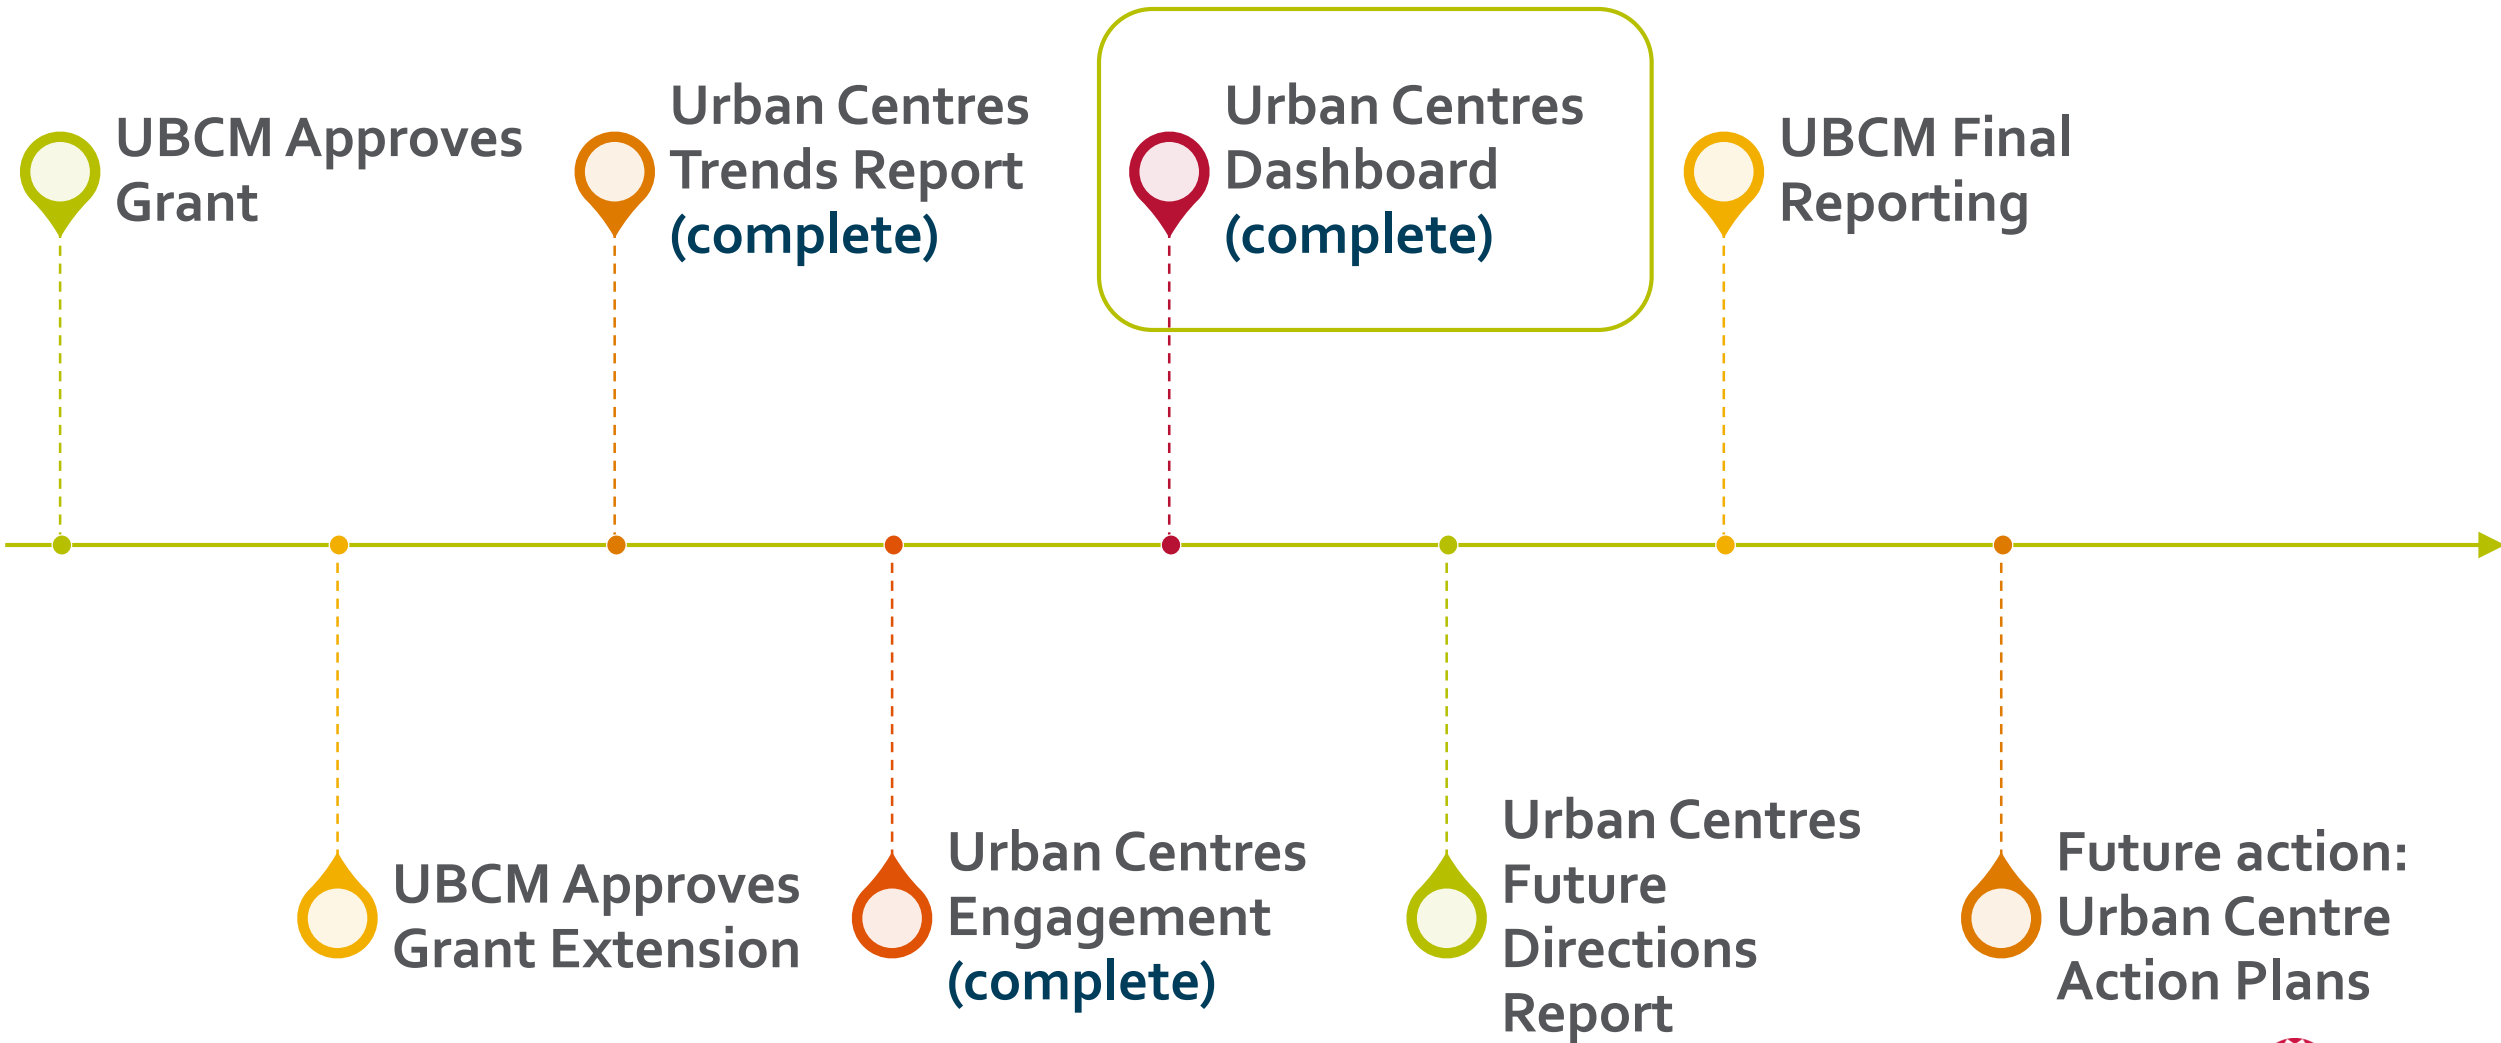 UBCM Approves
Grant
UBCM Approves
Grant Extension
Urban Centres
Trends Report
(complete)
Urban Centres
Engagement
(complete)
Urban Centres
Dashboard
(complete)
Urban Centres
Future
Directions
Report
UBCM Final
Reporting
Future action:
Urban Centre
Action Plans